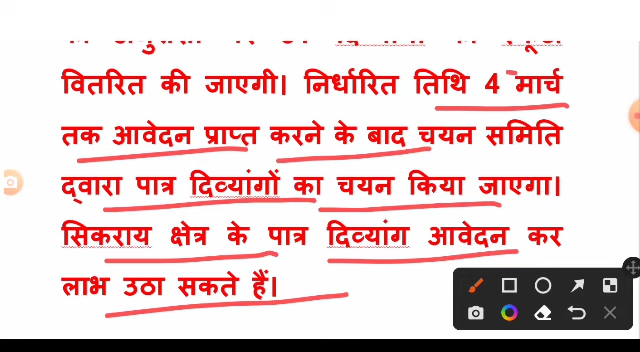 वितरित की जाएगी। निर्धारित तिथि 4 मार्च
तक आवेदन प्राप्त करने के बाद चयन समिति
द्वारा पात्र दिव्यांगों का चयन किया जाएगा।
सिकराय क्षेत्र के पात्र दिव्यांग आवेदन कर
लाभ उठा सकते हैं।